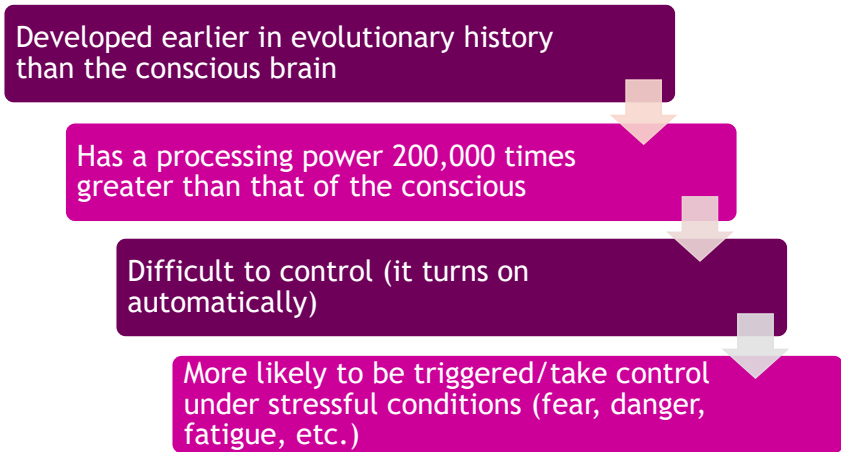 Developed earlier in evolutionary history
than the conscious brain
Has a processing power 200,000 times
greater than that of the conscious
Difficult to control (it turns on
automatically)
More likely to be triggered/take control
under stressful conditions (fear, danger,
fatigue, etc.)